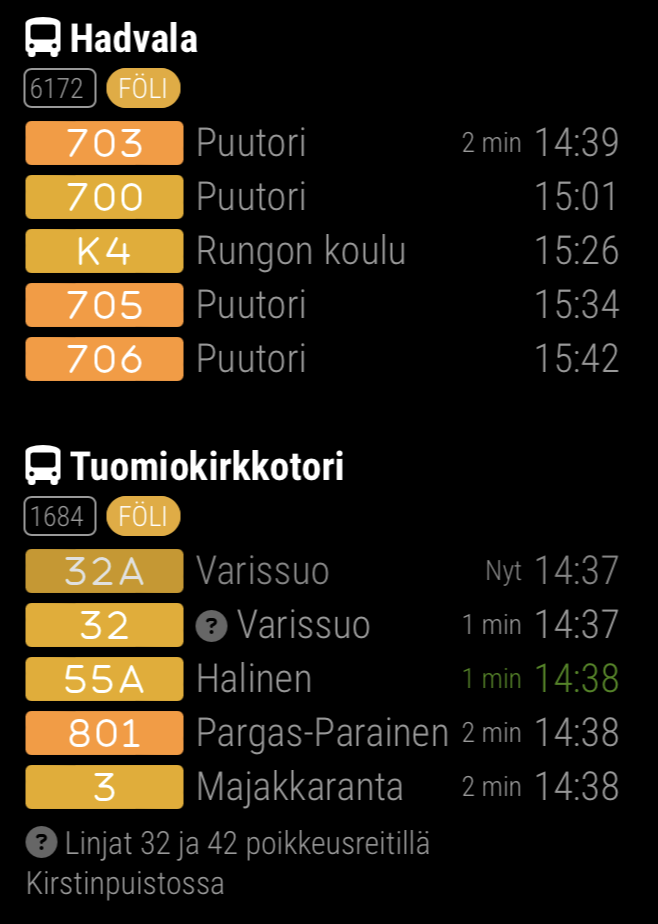 Hadvala
6172 FÖLI
703 Puutori 2 min 14:39
700 Puutori 15:01
K4 Rungon koulu 15:26
705 Puutori 15:34
706 Puutori 15:42
Tuomiokirkkotori
1684 FÖLI
32A Varissuo Nyt 14:37
32 ? Varissuo 1 min 14:37
55A Halinen 1 min 14:38
801 Pargas-Parainen 2 min 14:38
3 Majakkaranta 2 min 14:38
? Linjat 32 ja 42 poikkeusreitillä
Kirstinpuistossa